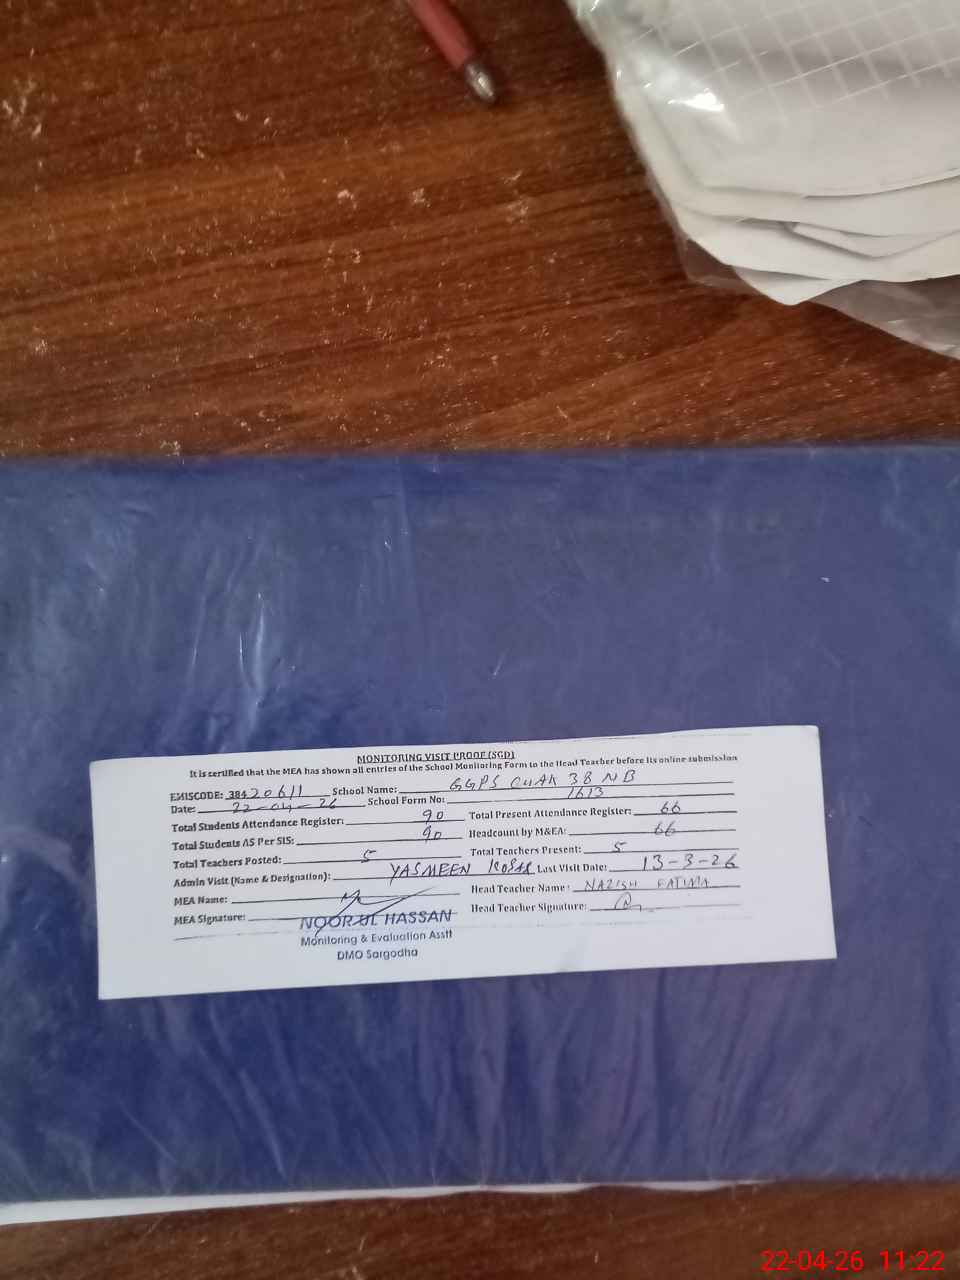 MONITORING VISIT PROOF (SGD)
It is certified that the MEA has shown all entries of the School Monitoring Form to the Head Teacher before its online submission
EMISCODE: 38420611 School Name: GGPS CHAK 38 NB
Date: 22-04-26 School Form No: 1613
Total Students Attendance Register: 90 Total Present Attendance Register: 66
Total Students AS Per SIS: 90 Headcount by M&EA: 66
Total Teachers Posted: 5 Total Teachers Present: 5
Admin Visit (Name & Designation): YASMEEN KOSAR Last Visit Date: 13-3-26
MEA Name: Head Teacher Name: NAZISH FATIMA
MEA Signature: Head Teacher Signature:
NOOR UL HASSAN
Monitoring & Evaluation Asstt
DMO Sargodha
22-04-26 11:22